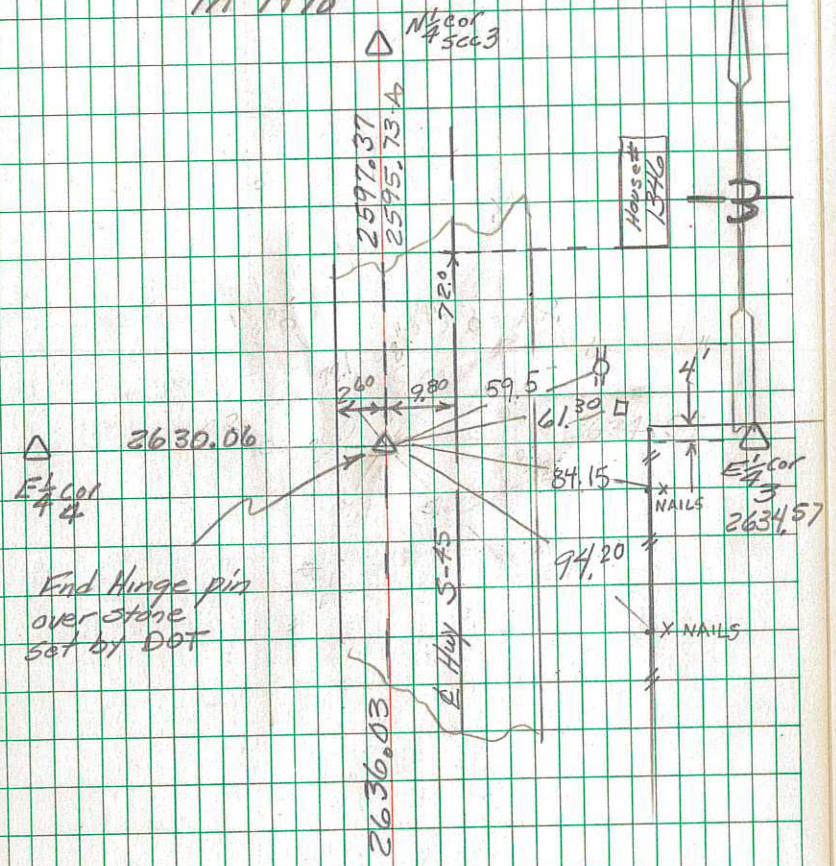 N 1/4 cor
Sec 3
2597.37
2595.73 A
House #
1346
3
72.0
2.60
9.80
59.5
61.30
4'
2630.06
E 1/4 cor
4
84.15
X
NAILS
E 1/4 cor
3
2634.57
94.20
Fnd Hinge pin
over stone
set by DOT
X NAILS
℄ Hwy S-45
2636.03